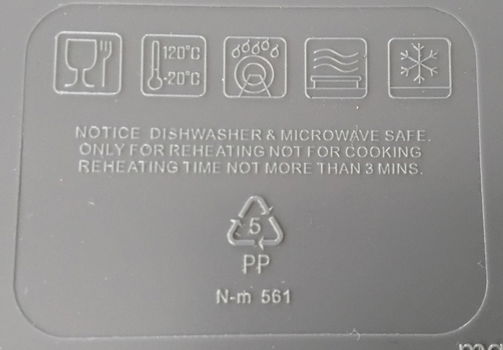 120°C
-20°C
NOTICE DISHWASHER & MICROWAVE SAFE.
ONLY FOR REHEATING NOT FOR COOKING
REHEATING TIME NOT MORE THAN 3 MINS.
5
PP
N-m 561